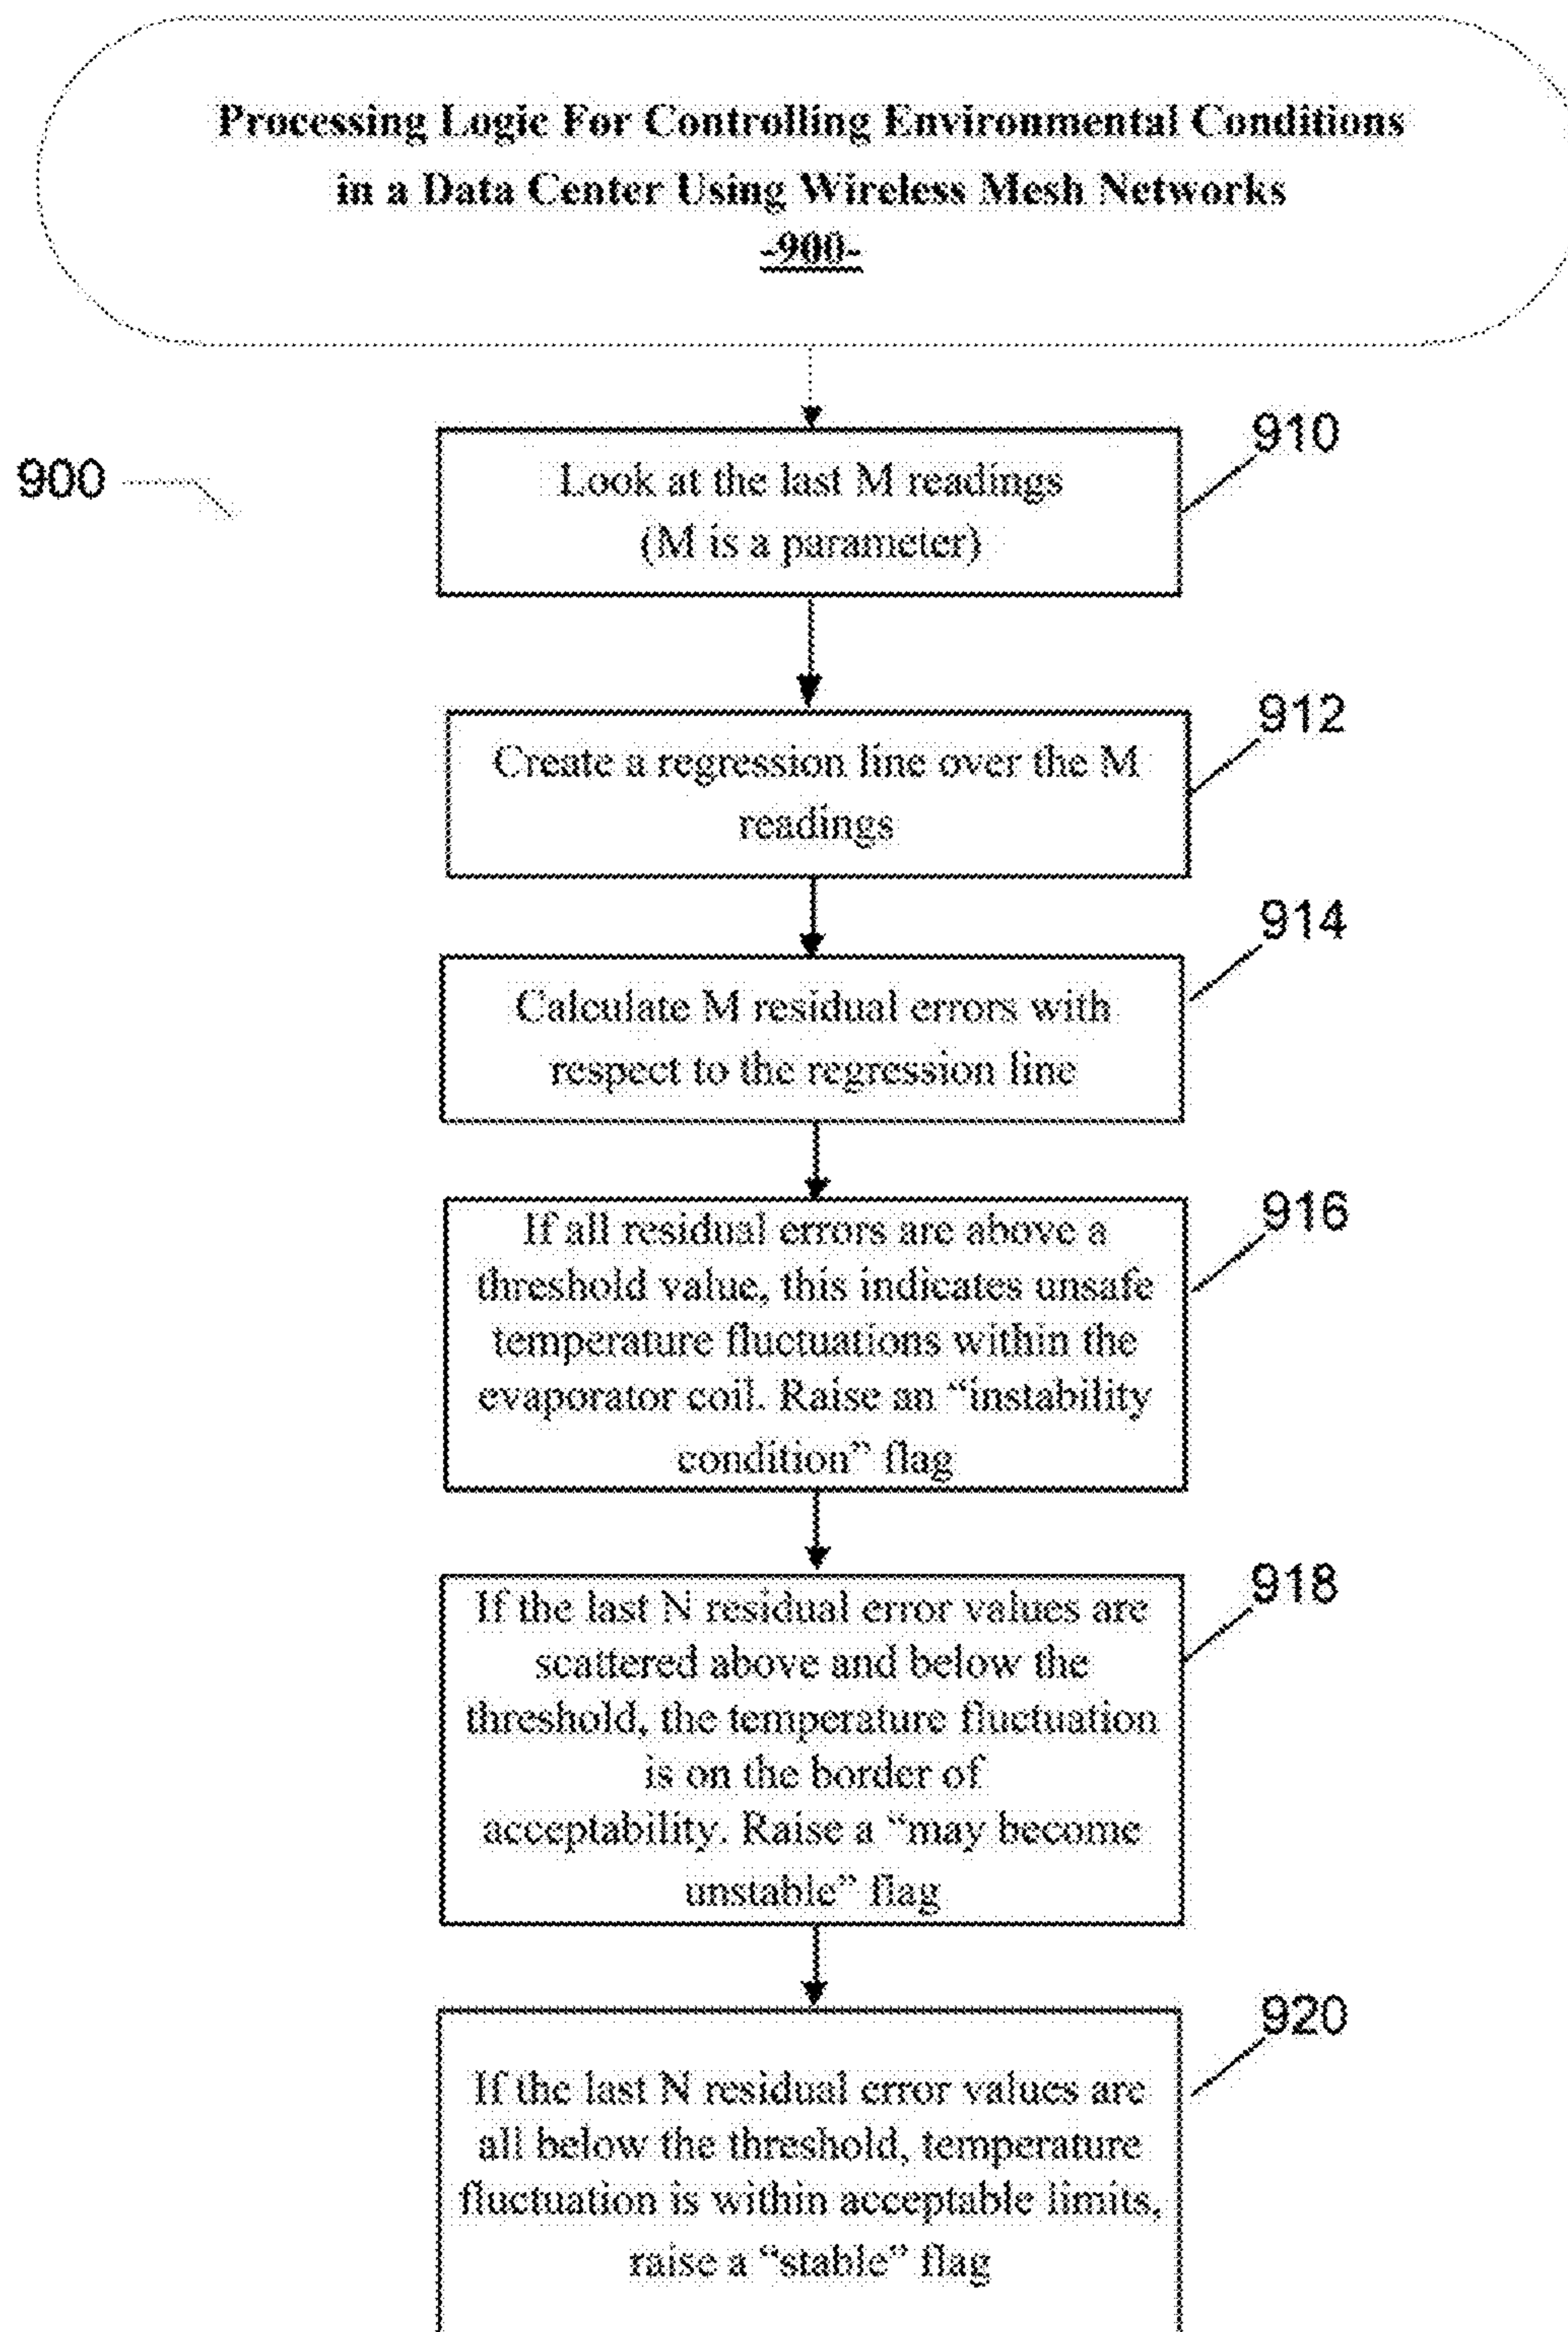 Processing Logic For Controlling Environmental Conditions
in a Data Center Using Wireless Mesh Networks
-900-
900
910
Look at the last M readings
(M is a parameter)
912
Create a regression line over the M
readings
914
Calculate M residual errors with
respect to the regression line
916
If all residual errors are above a
threshold value, this indicates unsafe
temperature fluctuations within the
evaporator coil. Raise an “instability
condition” flag
918
If the last N residual error values are
scattered above and below the
threshold, the temperature fluctuation
is on the border of
acceptability. Raise a “may become
unstable” flag
920
If the last N residual error values are
all below the threshold, temperature
fluctuation is within acceptable limits,
raise a “stable” flag